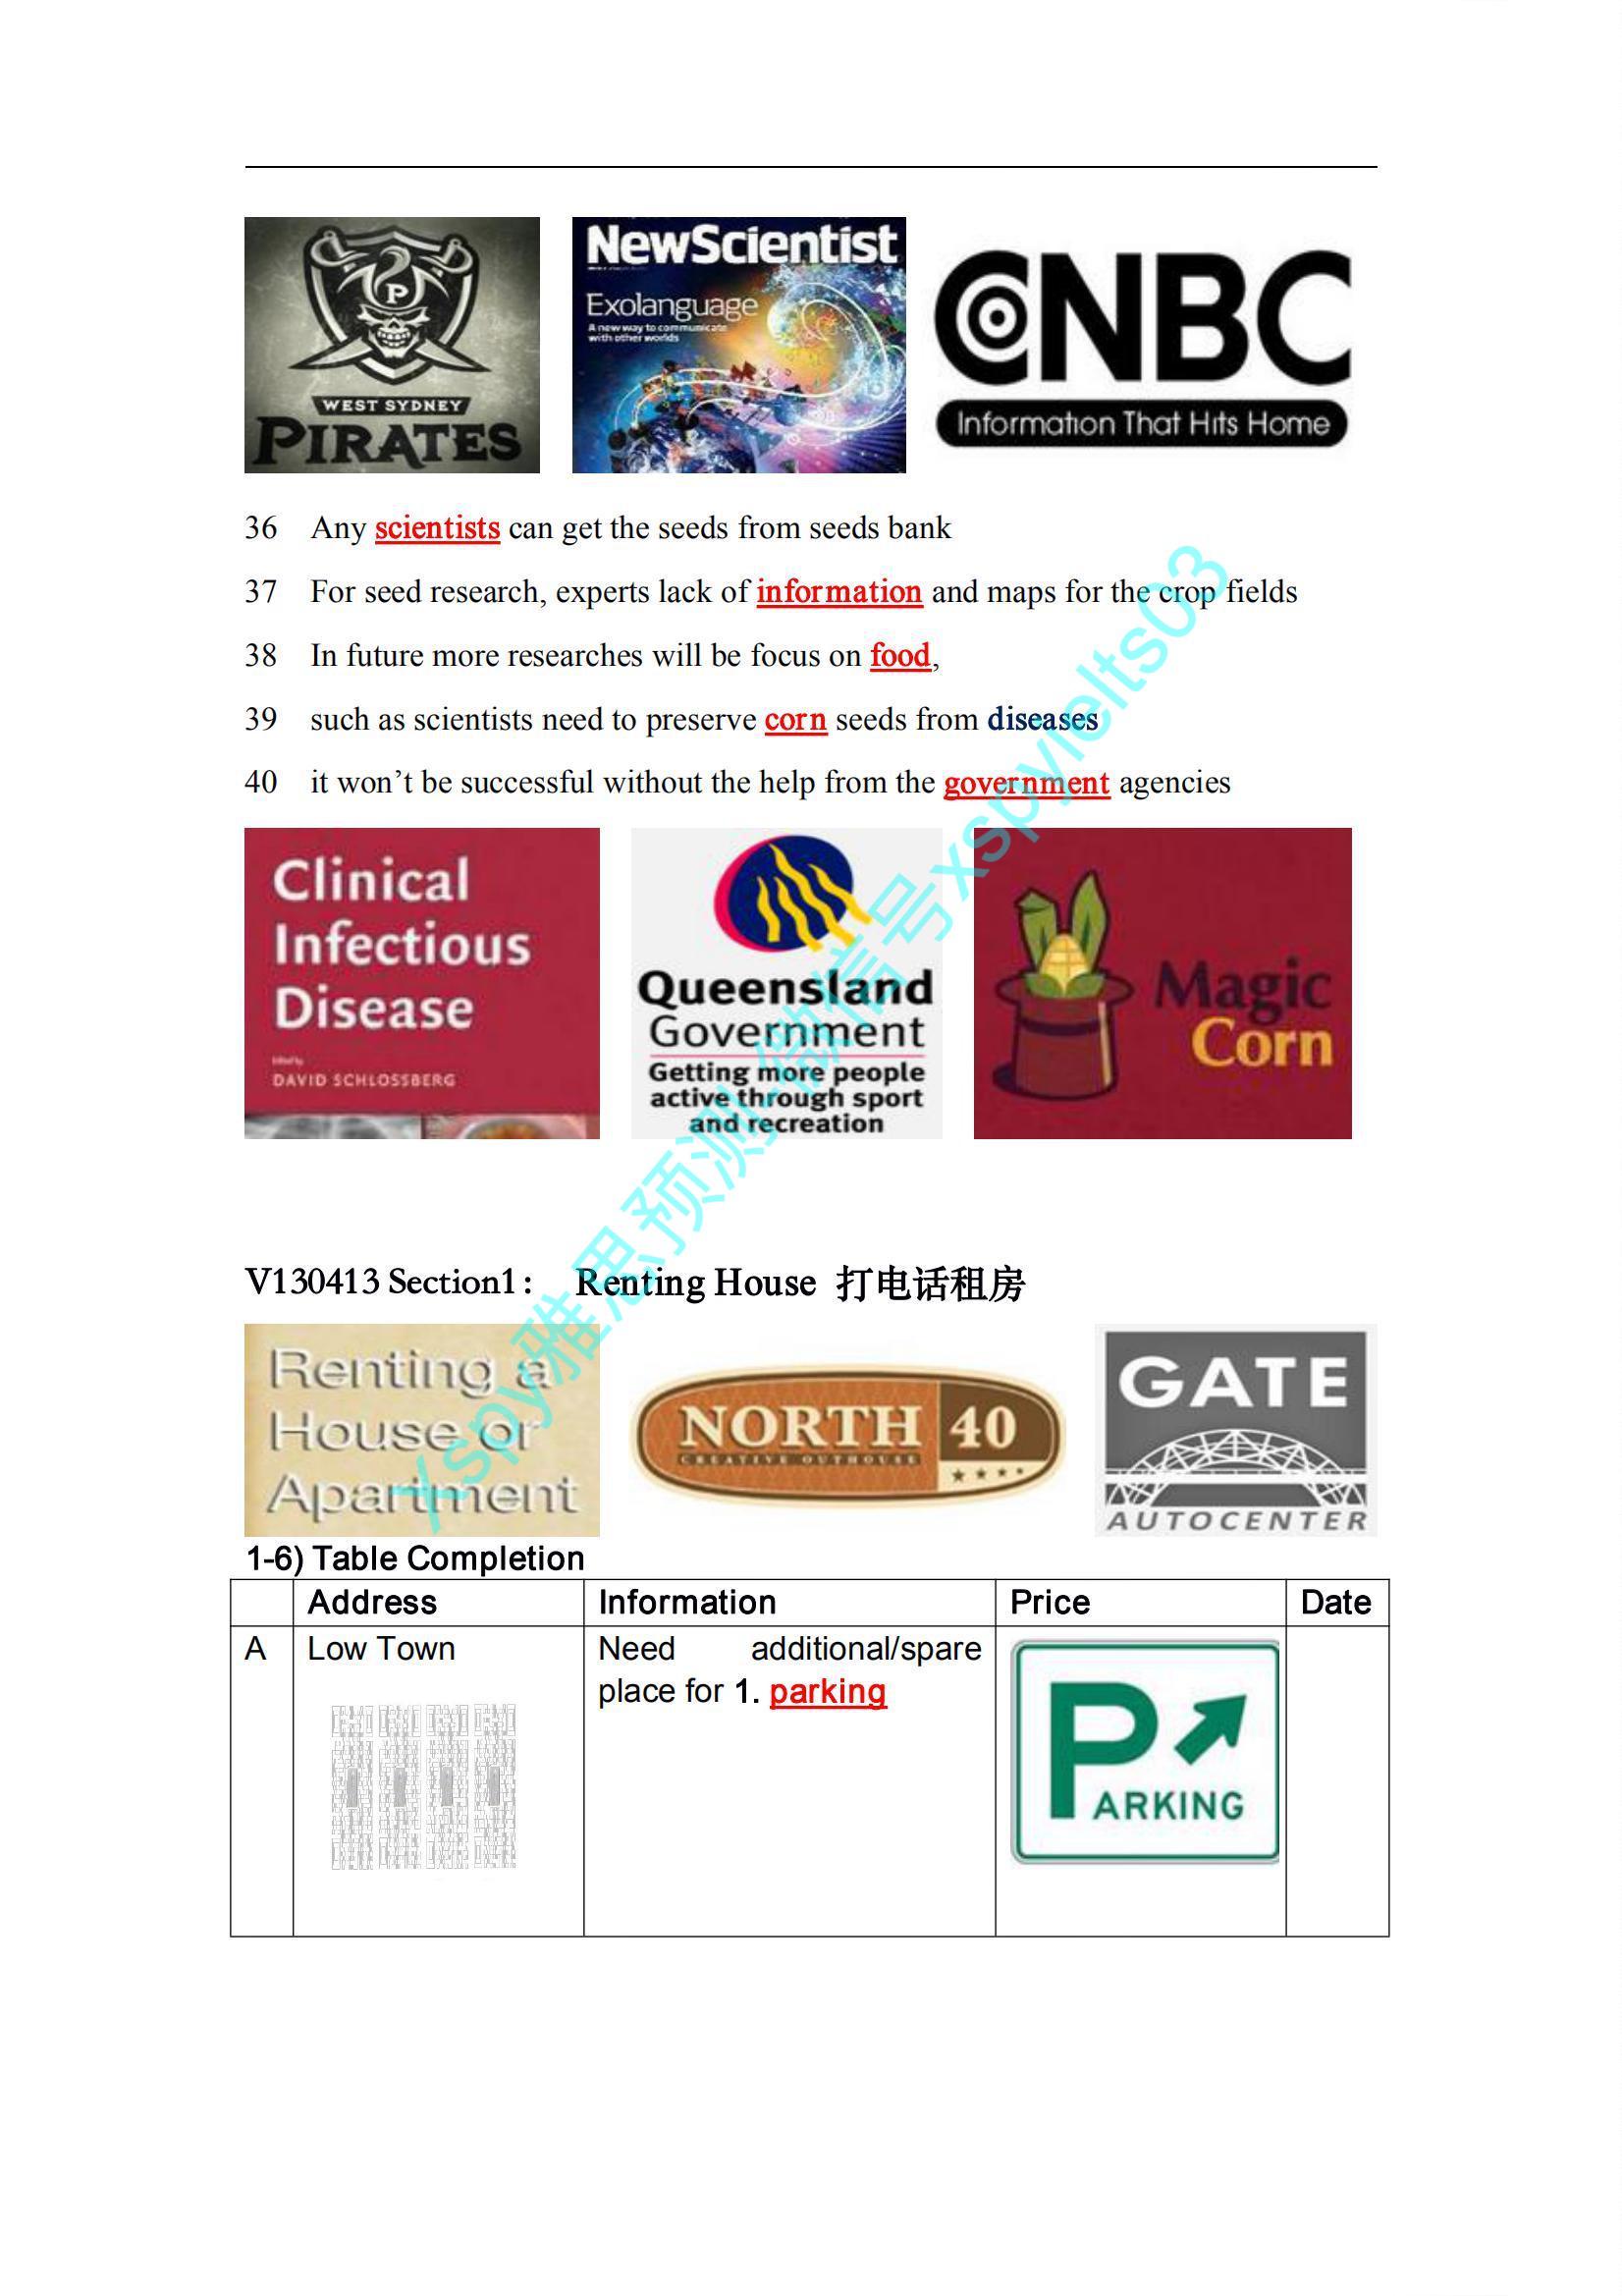 P
WEST SYDNEY
PIRATES
NewScientist
Exolanguage
A new way to communicate
with other worlds
CNBC
Information That Hits Home
36 Any scientists can get the seeds from seeds bank
37 For seed research, experts lack of information and maps for the crop fields
38 In future more researches will be focus on food,
39 such as scientists need to preserve corn seeds from diseases
40 it won’t be successful without the help from the government agencies
Clinical
Infectious
Disease
Edited by
DAVID SCHLOSSBERG
Queensland
Government
Getting more people
active through sport
and recreation
Magic
Corn
Xspy雅思预测-微信号xspyielts03
V130413 Section1: Renting House 打电话租房
Renting a
House or
Apartment
NORTH 40
CREATIVE OUTHOUSE
GATE
AUTOCENTER
1-6) Table Completion
Address Information Price Date
A Low Town Need additional/spare
place for 1. parking
PARKING